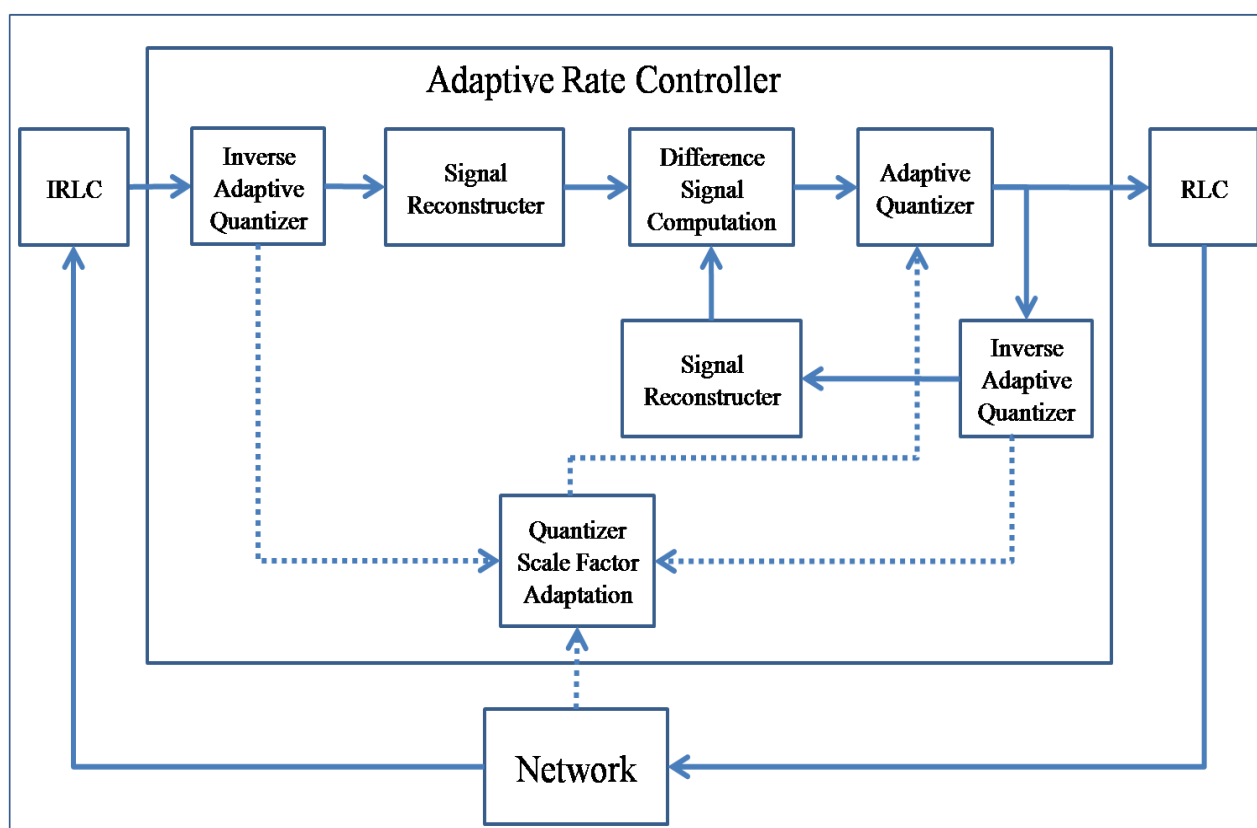 Adaptive Rate Controller
IRLC
Inverse
Adaptive
Quantizer
Signal
Reconstructer
Difference
Signal
Computation
Adaptive
Quantizer
RLC
Signal
Reconstructer
Inverse
Adaptive
Quantizer
Quantizer
Scale Factor
Adaptation
Network